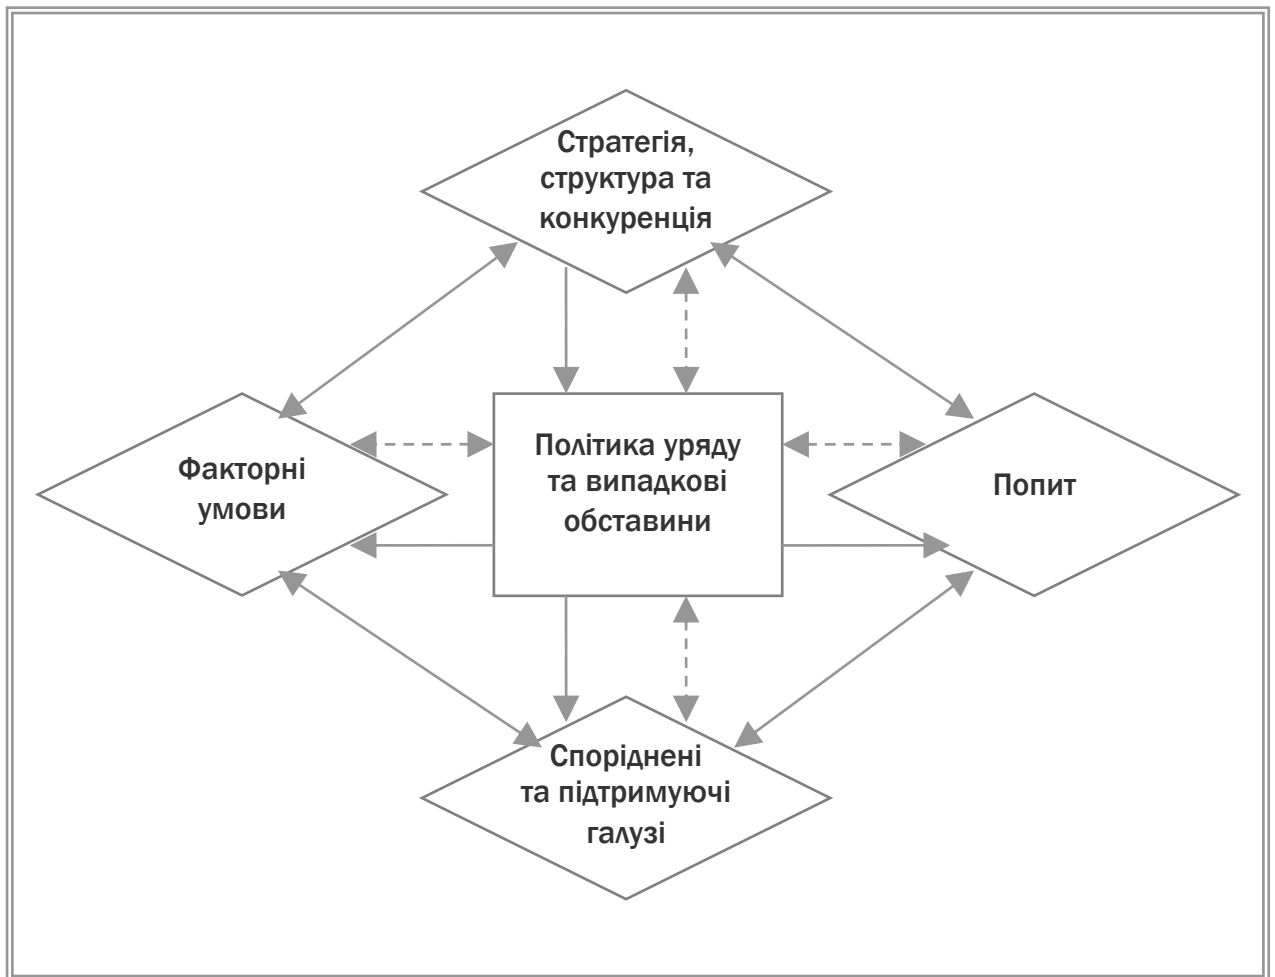 Стратегія,
структура та
конкуренція
Факторні
умови
Політика уряду
та випадкові
обставини
Попит
Споріднені
та підтримуючі
галузі